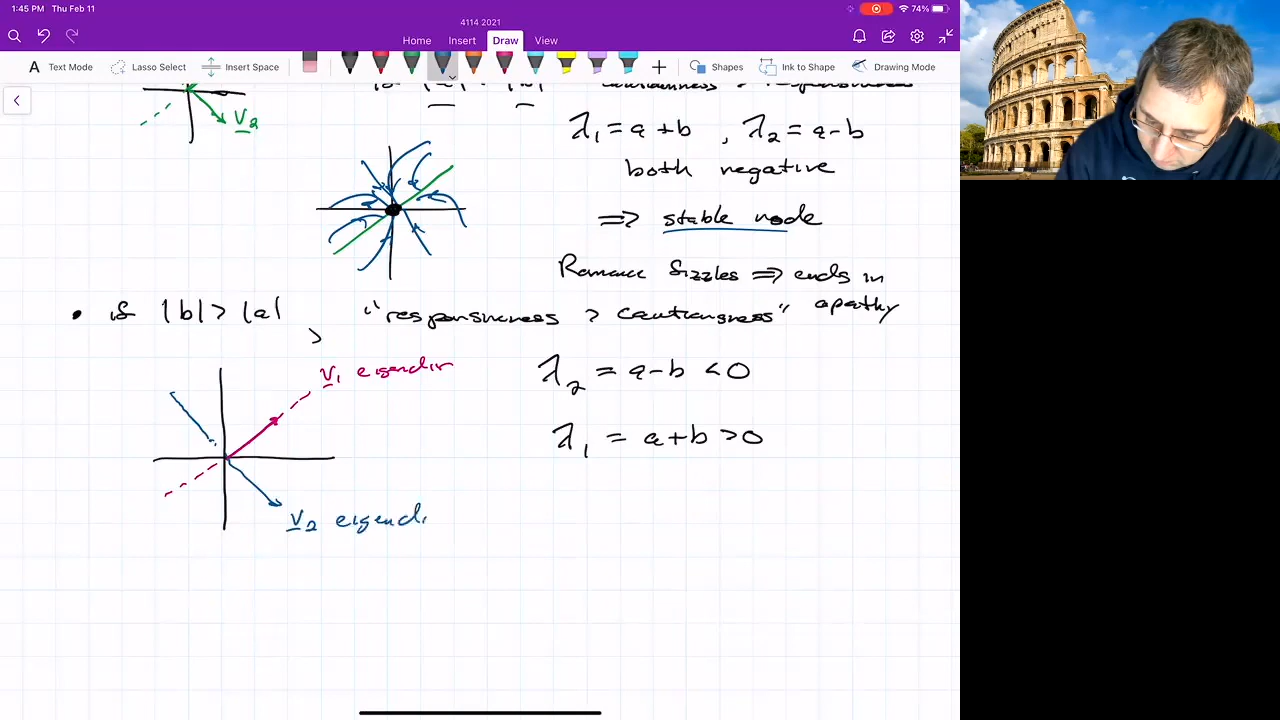 1:45 PM Thu Feb 11
74%
4114 2021
Home Insert Draw View
Text Mode Lasso Select Insert Space Shapes Ink to Shape Drawing Mode
v2
λ1 = a + b , λ2 = a - b
both negative
⇒ stable node
Romance fizzles ⇒ ends in
apathy
• if |b| > |a| "responsiveness > cautiousness"
>
v1 eigendir
λ2 = a-b < 0
λ1 = a+b > 0
v2 eigendi